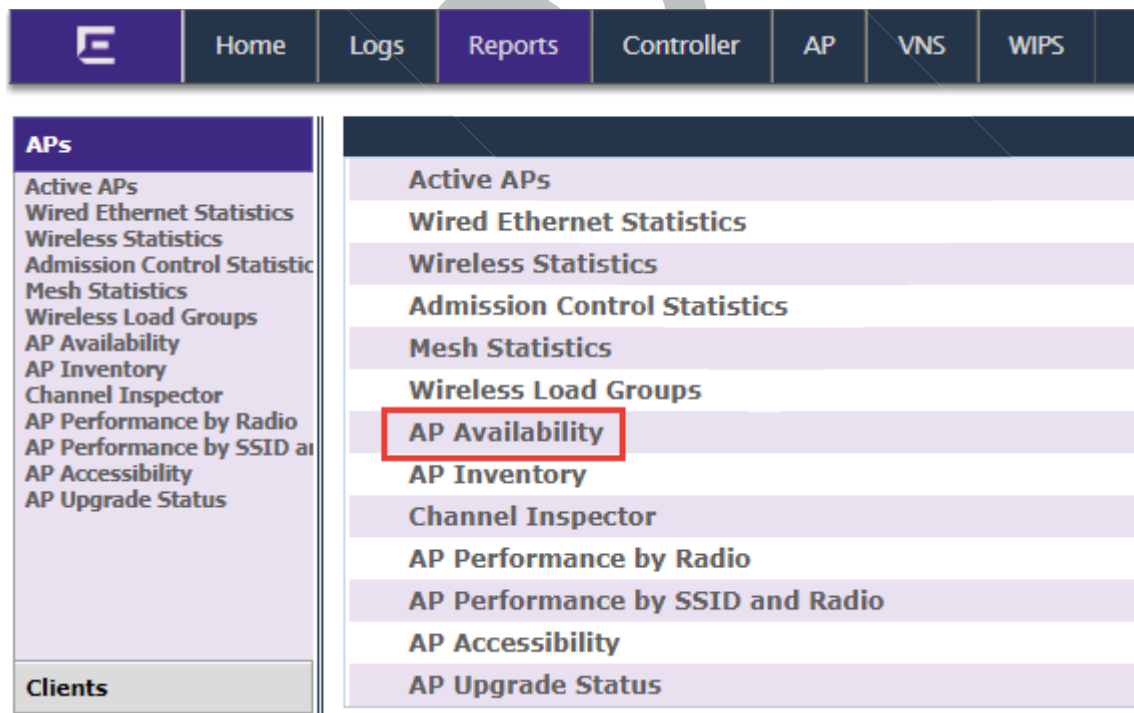 Home Logs Reports Controller AP VNS WIPS
APs
Active APs
Wired Ethernet Statistics
Wireless Statistics
Admission Control Statistic
Mesh Statistics
Wireless Load Groups
AP Availability
AP Inventory
Channel Inspector
AP Performance by Radio
AP Performance by SSID a
AP Accessibility
AP Upgrade Status
Clients
Active APs
Wired Ethernet Statistics
Wireless Statistics
Admission Control Statistics
Mesh Statistics
Wireless Load Groups
AP Availability
AP Inventory
Channel Inspector
AP Performance by Radio
AP Performance by SSID and Radio
AP Accessibility
AP Upgrade Status